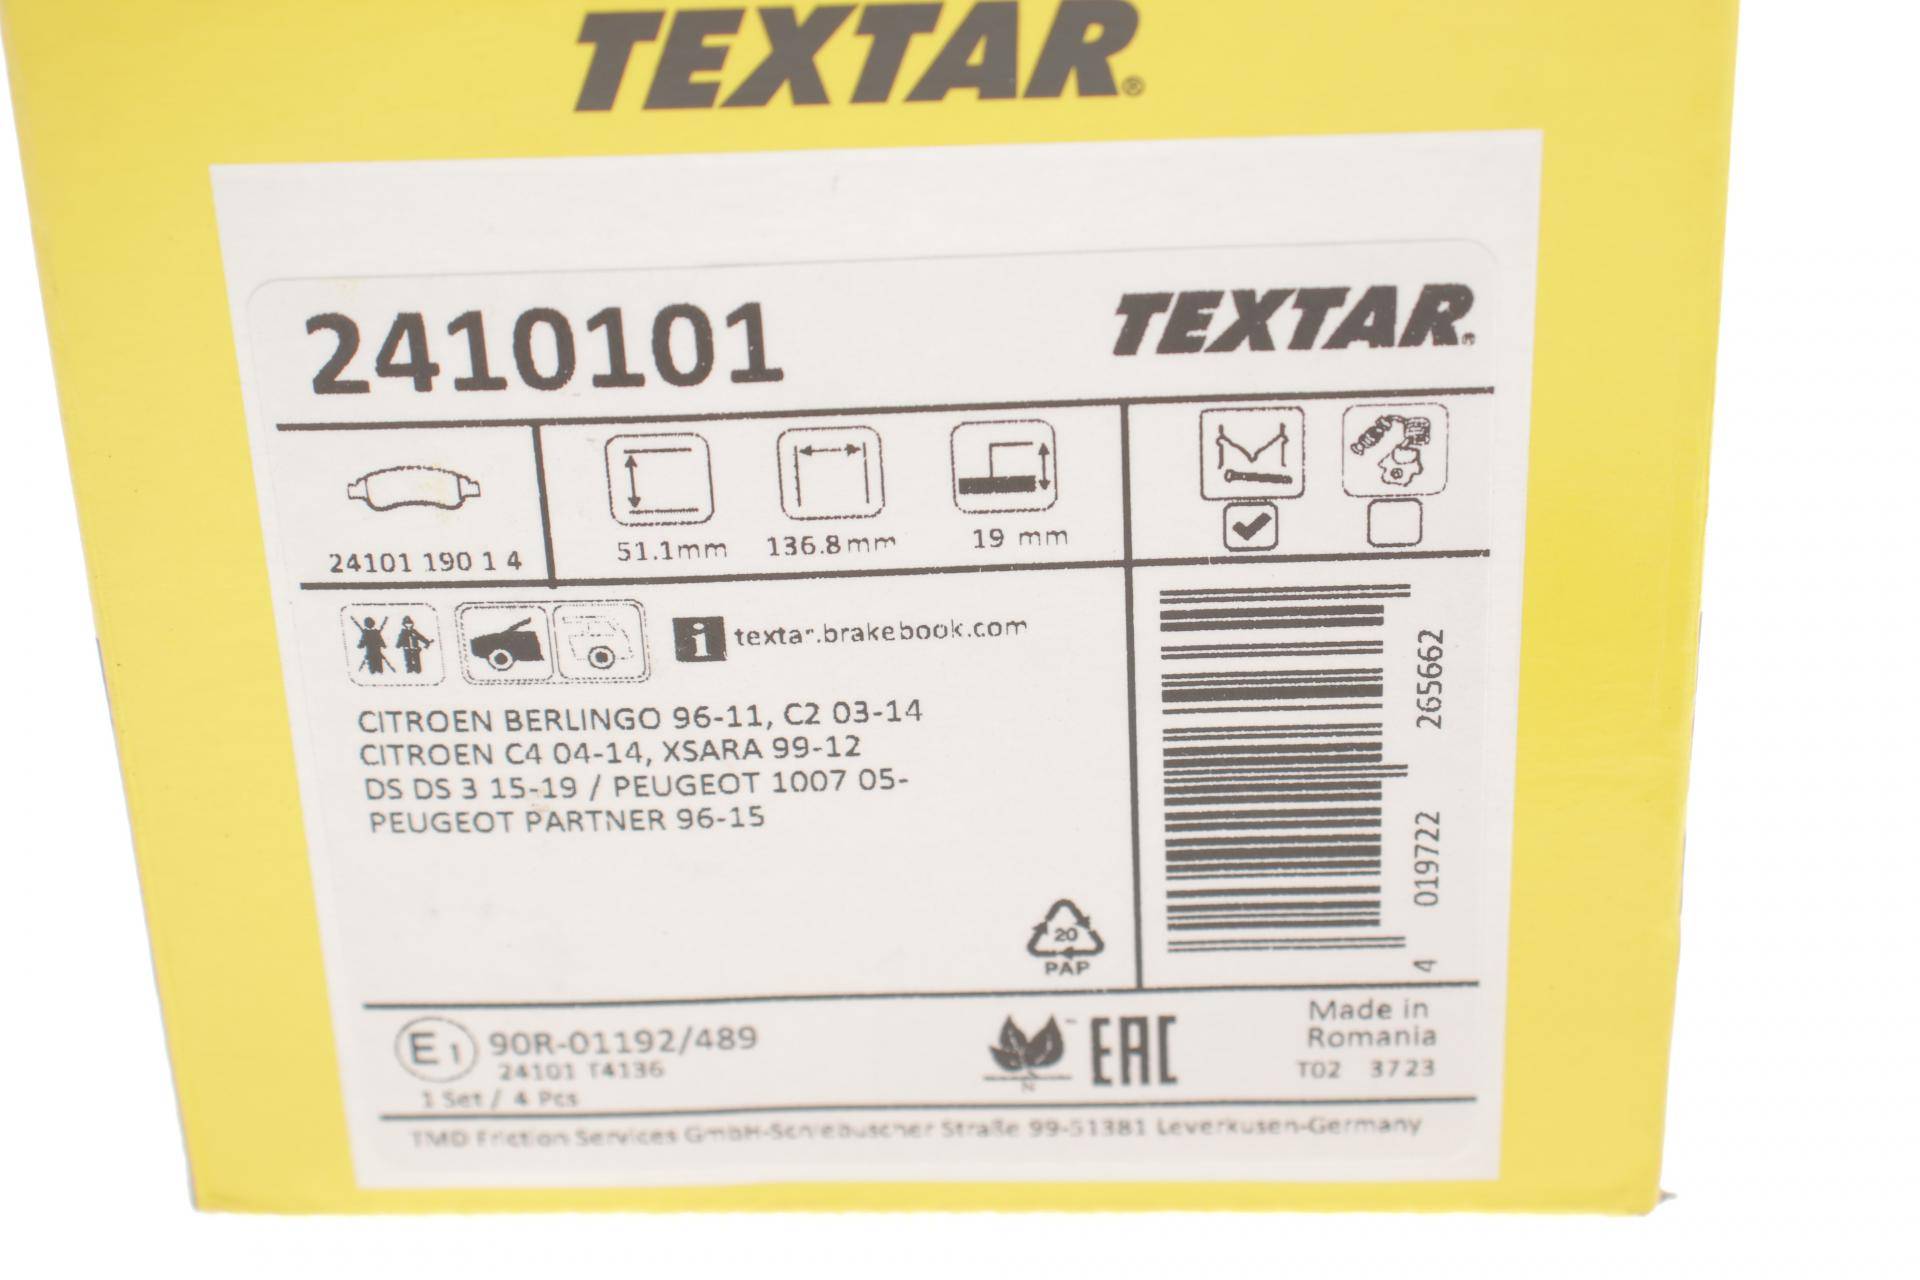 TEXTAR®
2410101
TEXTAR®
24101 190 1 4
51.1mm
136.8mm
19 mm
i textar.brakebook.com
CITROEN BERLINGO 96-11, C2 03-14
CITROEN C4 04-14, XSARA 99-12
DS DS 3 15-19 / PEUGEOT 1007 05-
PEUGEOT PARTNER 96-15
4 019722 265662
20
PAP
E1 90R-01192/489
24101 T4136
1 Set / 4 Pcs
EAC
Made in
Romania
T02 3723
TMD Friction Services GmbH-Schlebuscher Straße 99-51381 Leverkusen-Germany